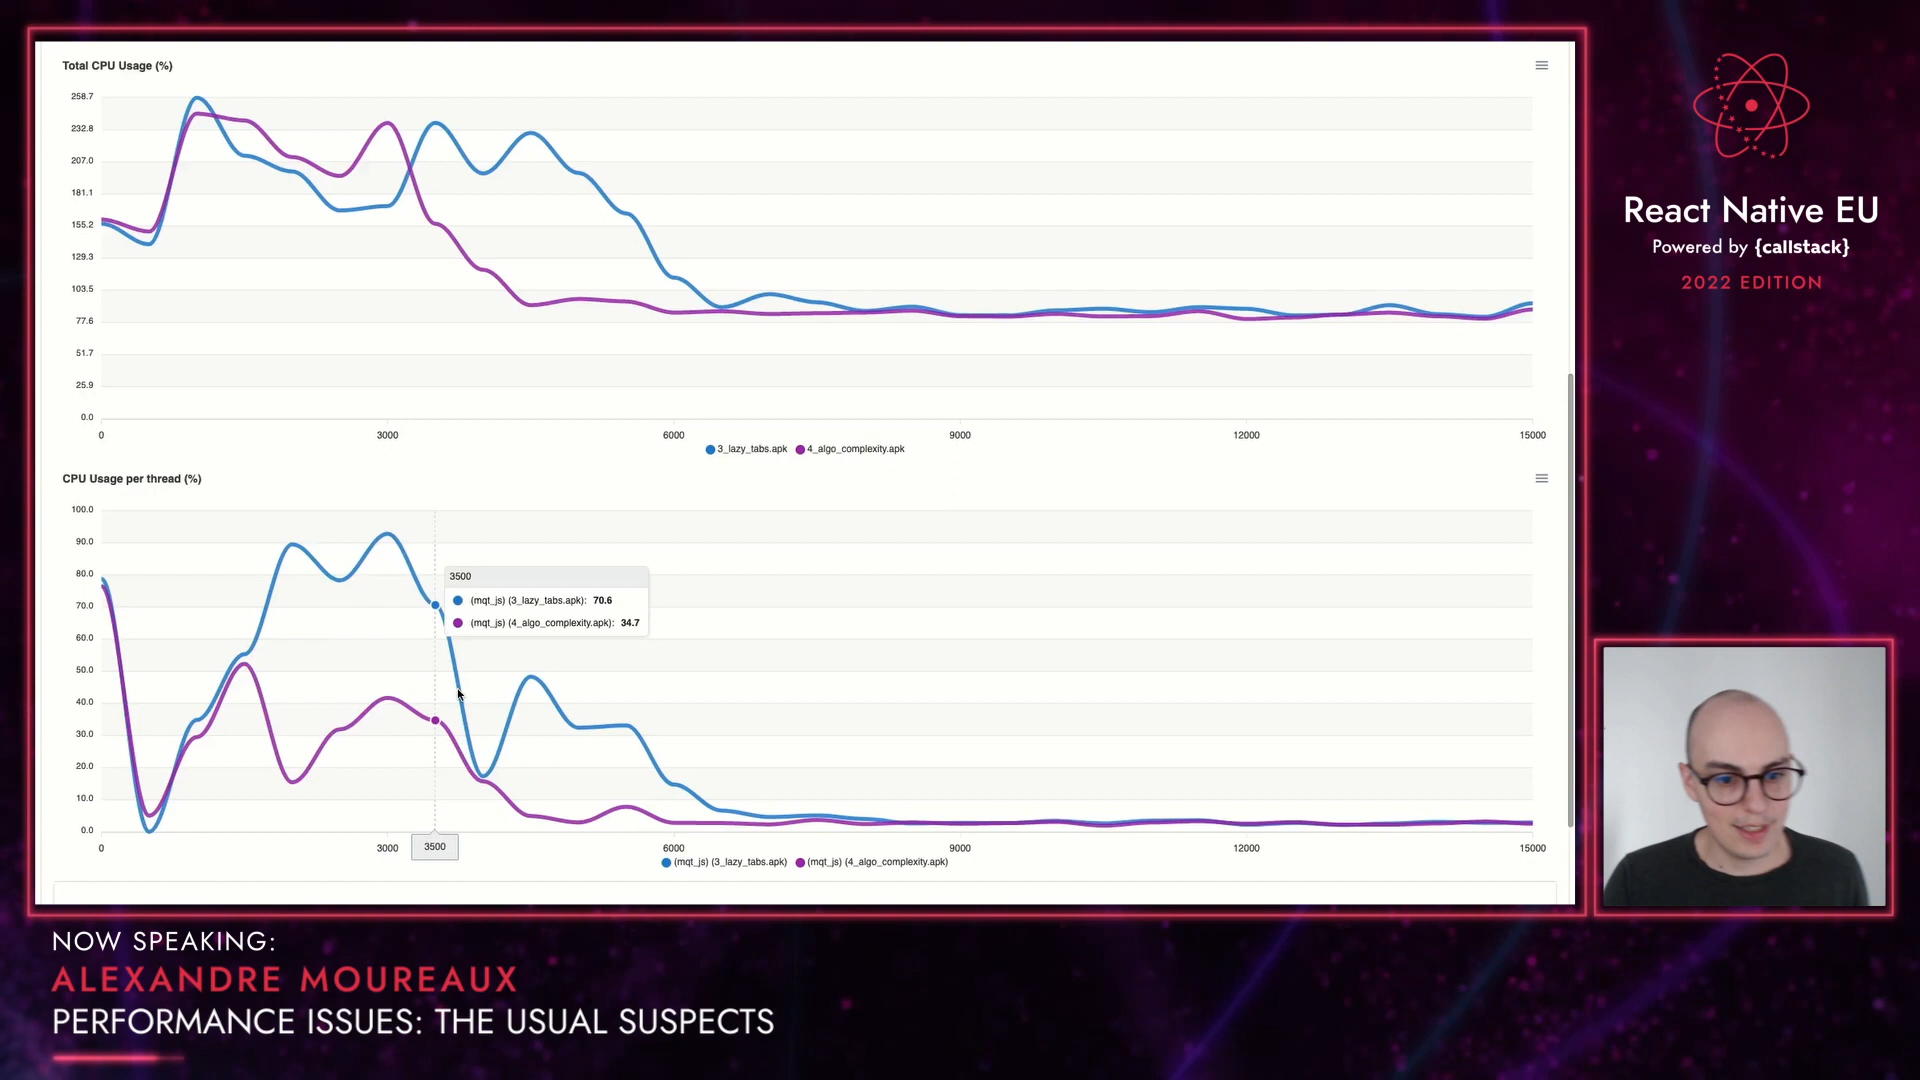 Total CPU Usage (%)
258.7
232.8
207.0
181.1
155.2
129.3
103.5
77.6
51.7
25.9
0.0
0 3000 6000 9000 12000 15000
3_lazy_tabs.apk 4_algo_complexity.apk
CPU Usage per thread (%)
100.0
90.0
80.0
70.0
60.0
50.0
40.0
30.0
20.0
10.0
0.0
3500
(mqt_js) (3_lazy_tabs.apk): 70.6
(mqt_js) (4_algo_complexity.apk): 34.7
0 3000 3500 6000 9000 12000 15000
(mqt_js) (3_lazy_tabs.apk) (mqt_js) (4_algo_complexity.apk)
React Native EU
Powered by {callstack}
2022 EDITION
NOW SPEAKING:
ALEXANDRE MOUREAUX
PERFORMANCE ISSUES: THE USUAL SUSPECTS